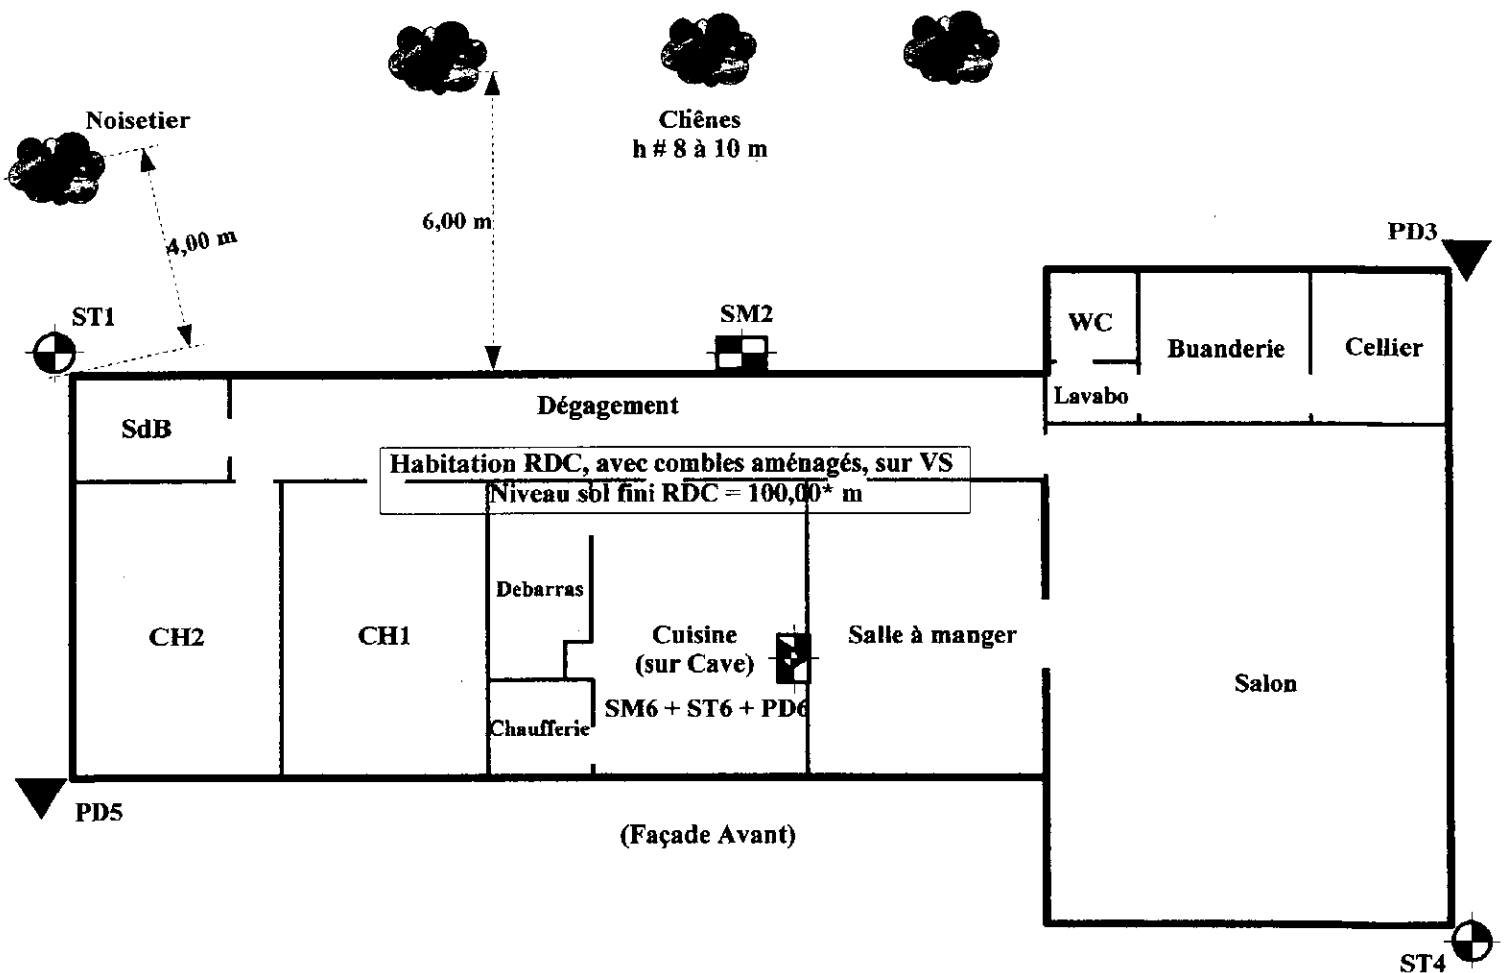 Noisetier
Chênes
h # 8 à 10 m
4,00 m
6,00 m
PD3
ST1
SM2
WC
Buanderie
Cellier
Lavabo
SdB
Dégagement
Habitation RDC, avec combles aménagés, sur VS
Niveau sol fini RDC = 100,00* m
Debarras
CH2
CH1
Cuisine
(sur Cave)
Salle à manger
Salon
SM6 + ST6 + PD6
Chaufferie
PD5
(Façade Avant)
ST4